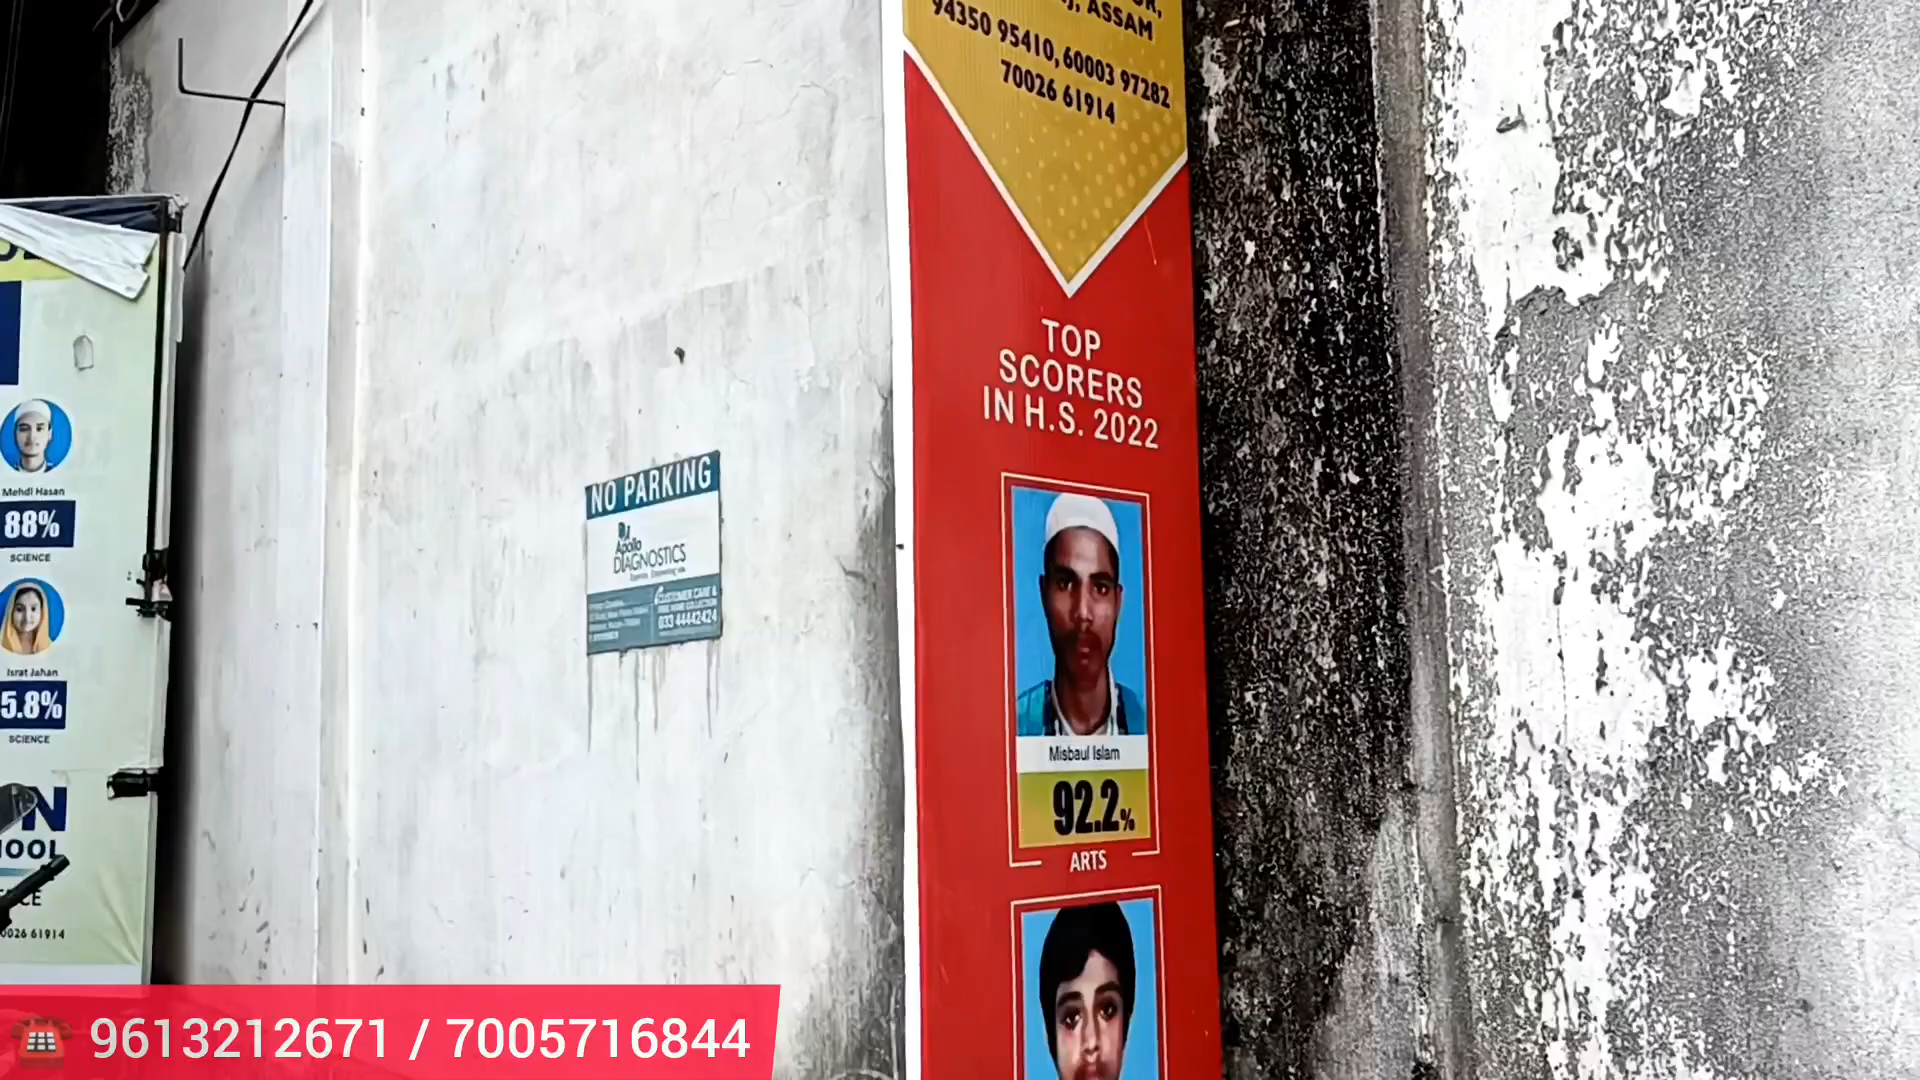 ASSAM
94350 95410, 60003 97282
70026 61914
TOP
SCORERS
IN H.S. 2022
Misbaul Islam
92.2%
ARTS
NO PARKING
Apollo
DIAGNOSTICS
CUSTOMER CARE &
FREE HOME COLLECTION
033 44442424
Mehdi Hasan
88%
SCIENCE
Israt Jahan
5.8%
SCIENCE
0026 61914
9613212671 / 7005716844